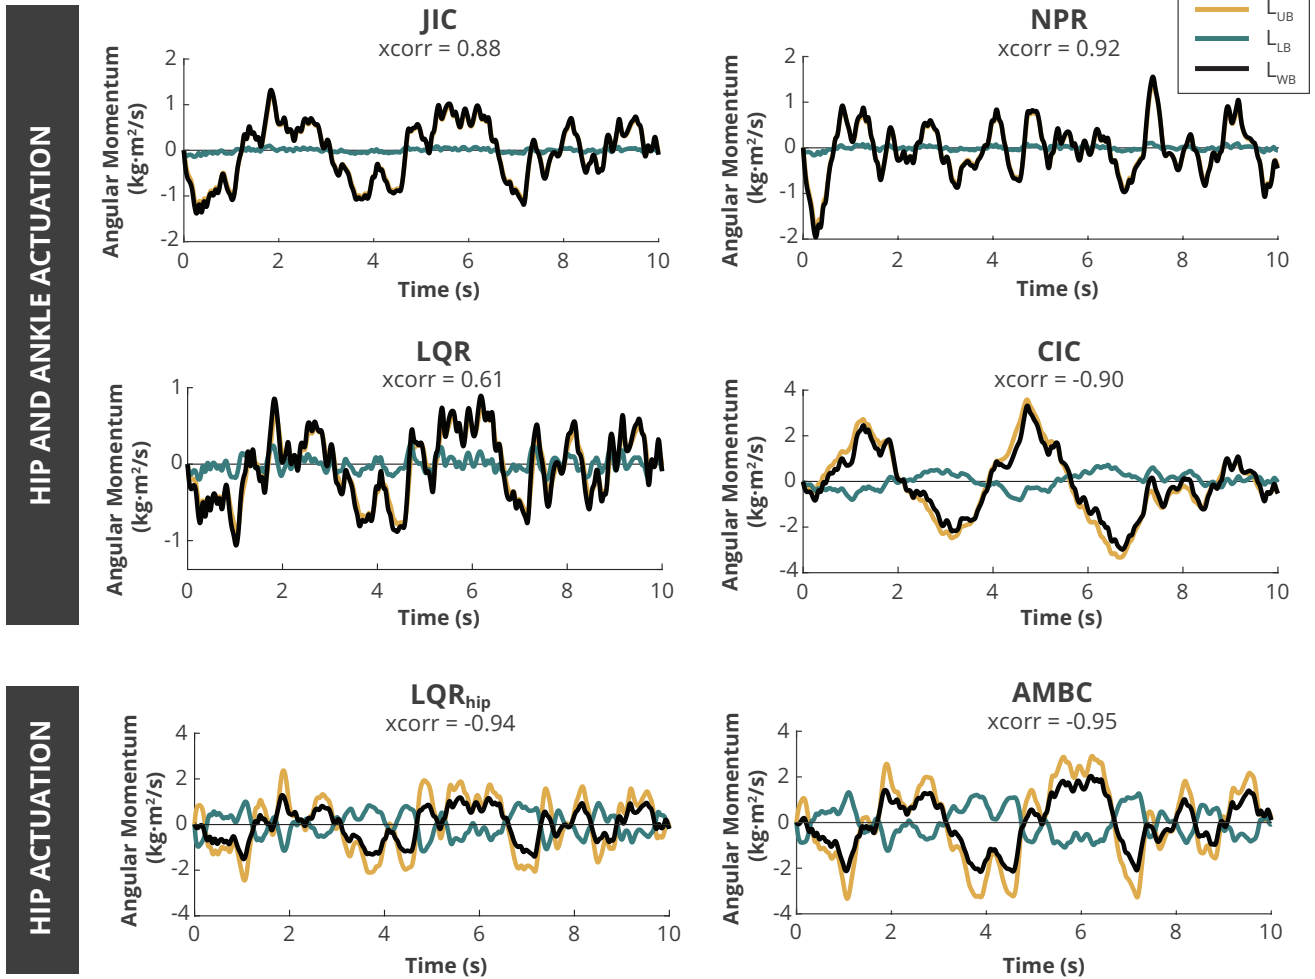 HIP AND ANKLE ACTUATION
JIC
xcorr = 0.88
Angular Momentum
(kg·m²/s)
2
1
0
-1
-2
0 2 4 6 8 10
Time (s)
NPR
xcorr = 0.92
L_UB
L_LB
L_WB
Angular Momentum
(kg·m²/s)
2
1
0
-1
-2
0 2 4 6 8 10
Time (s)
LQR
xcorr = 0.61
Angular Momentum
(kg·m²/s)
1
0
-1
0 2 4 6 8 10
Time (s)
CIC
xcorr = -0.90
Angular Momentum
(kg·m²/s)
4
2
0
-2
-4
0 2 4 6 8 10
Time (s)
HIP ACTUATION
LQR_hip
xcorr = -0.94
Angular Momentum
(kg·m²/s)
4
2
0
-2
-4
0 2 4 6 8 10
Time (s)
AMBC
xcorr = -0.95
Angular Momentum
(kg·m²/s)
4
2
0
-2
-4
0 2 4 6 8 10
Time (s)